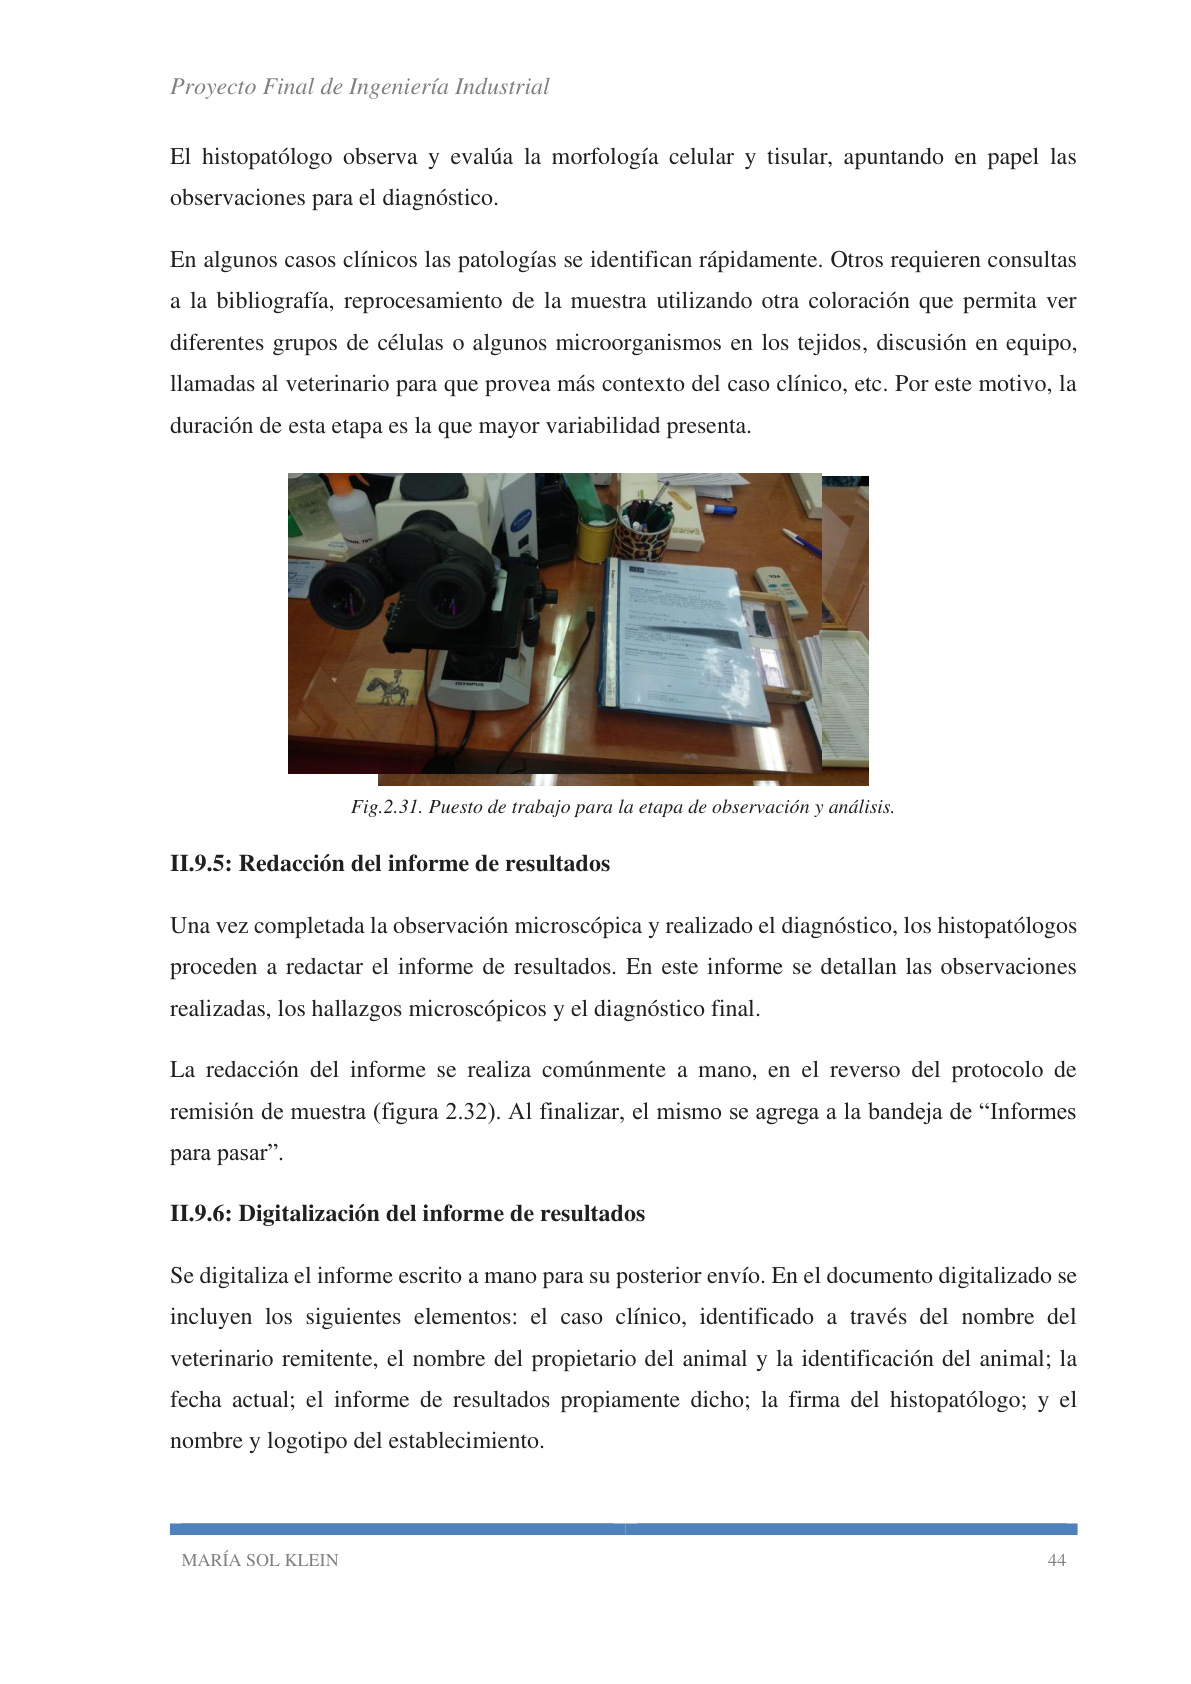 Proyecto Final de Ingeniería Industrial
El histopatólogo observa y evalúa la morfología celular y tisular, apuntando en papel las
observaciones para el diagnóstico.
En algunos casos clínicos las patologías se identifican rápidamente. Otros requieren consultas
a la bibliografía, reprocesamiento de la muestra utilizando otra coloración que permita ver
diferentes grupos de células o algunos microorganismos en los tejidos, discusión en equipo,
llamadas al veterinario para que provea más contexto del caso clínico, etc. Por este motivo, la
duración de esta etapa es la que mayor variabilidad presenta.
OLYMPUS
Fig.2.31. Puesto de trabajo para la etapa de observación y análisis.
II.9.5: Redacción del informe de resultados
Una vez completada la observación microscópica y realizado el diagnóstico, los histopatólogos
proceden a redactar el informe de resultados. En este informe se detallan las observaciones
realizadas, los hallazgos microscópicos y el diagnóstico final.
La redacción del informe se realiza comúnmente a mano, en el reverso del protocolo de
remisión de muestra (figura 2.32). Al finalizar, el mismo se agrega a la bandeja de “Informes
para pasar”.
II.9.6: Digitalización del informe de resultados
Se digitaliza el informe escrito a mano para su posterior envío. En el documento digitalizado se
incluyen los siguientes elementos: el caso clínico, identificado a través del nombre del
veterinario remitente, el nombre del propietario del animal y la identificación del animal; la
fecha actual; el informe de resultados propiamente dicho; la firma del histopatólogo; y el
nombre y logotipo del establecimiento.
MARÍA SOL KLEIN 44